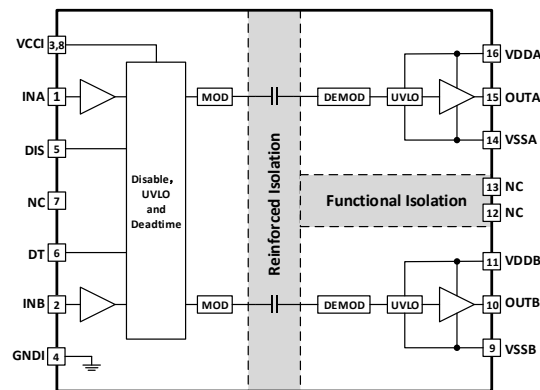 VCCI 3,8
INA 1
DIS 5
NC 7
DT 6
INB 2
GNDI 4
Disable,
UVLO
and
Deadtime
MOD
MOD
Reinforced Isolation
DEMOD UVLO
Functional Isolation
DEMOD UVLO
16 VDDA
15 OUTA
14 VSSA
13 NC
12 NC
11 VDDB
10 OUTB
9 VSSB